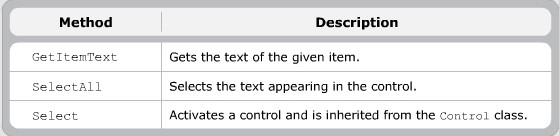 Method Description
GetItemText Gets the text of the given item.
SelectAll Selects the text appearing in the control.
Select Activates a control and is inherited from the Control class.